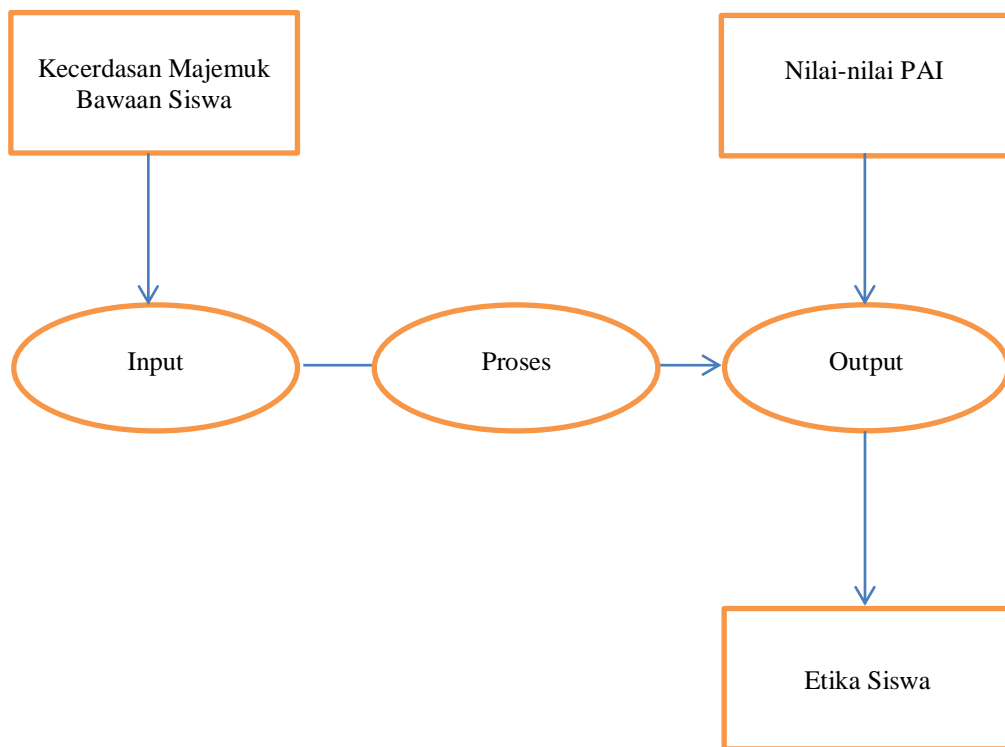 Kecerdasan Majemuk
Bawaan Siswa
Nilai-nilai PAI
Input
Proses
Output
Etika Siswa